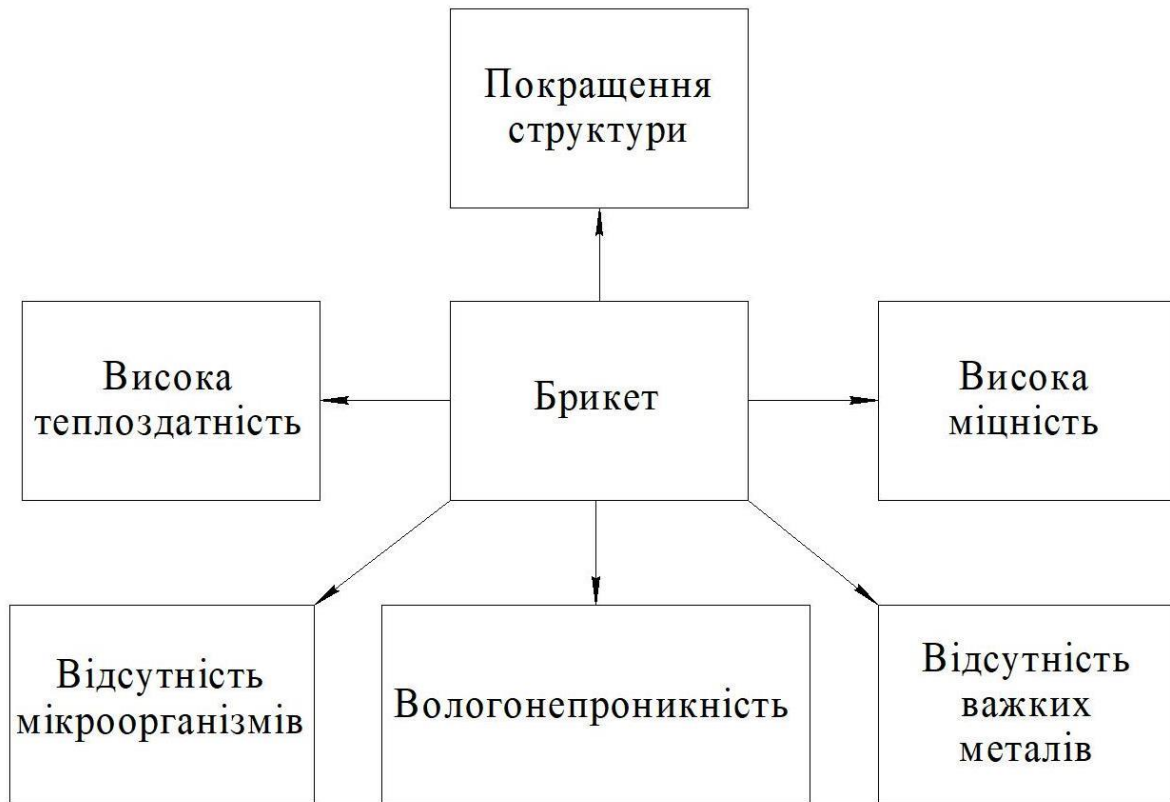 Покращення
структури
Висока
теплоздатність
Брикет
Висока
міцність
Відсутність
мікроорганізмів
Вологонепроникність
Відсутність
важких
металів